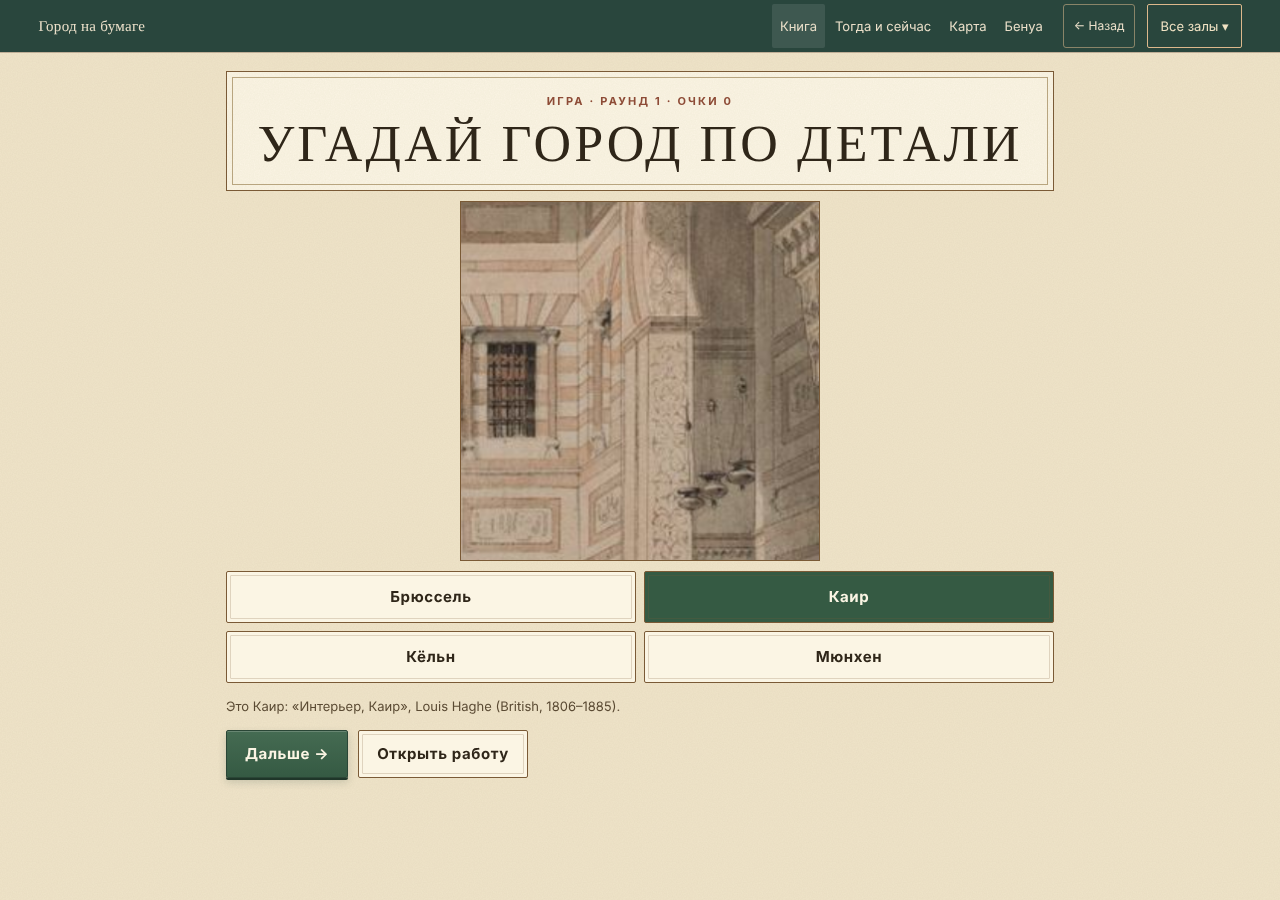 Город на бумаге
Книга Тогда и сейчас Карта Бенуа ← Назад Все залы ▾
ИГРА · РАУНД 1 · ОЧКИ 0
УГАДАЙ ГОРОД ПО ДЕТАЛИ
Брюссель
Каир
Кёльн
Мюнхен
Это Каир: «Интерьер, Каир», Louis Haghe (British, 1806–1885).
Дальше →
Открыть работу